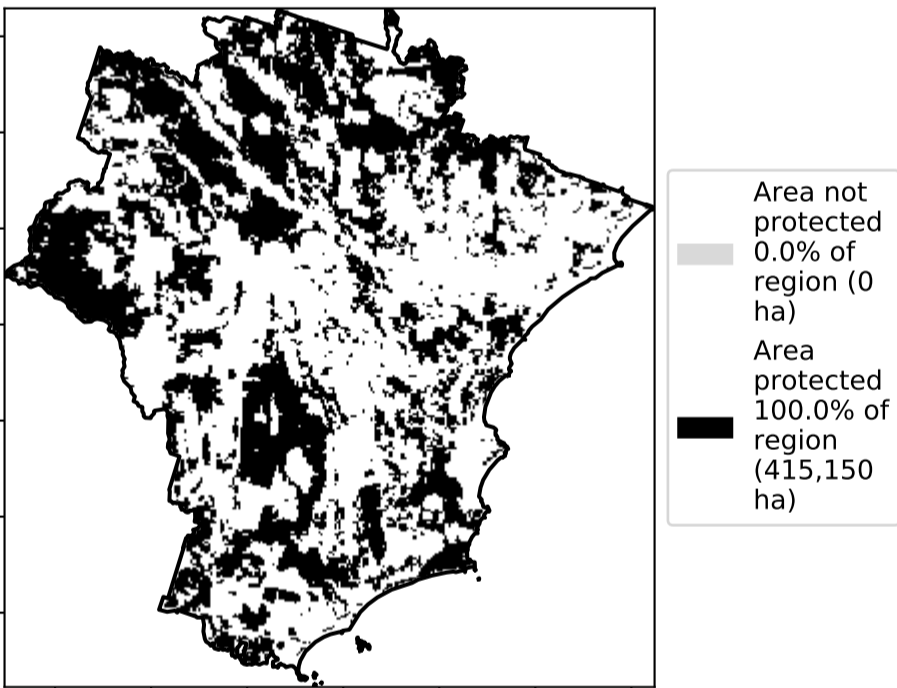 Area not
protected
0.0% of
region (0
ha)
Area
protected
100.0% of
region
(415,150
ha)